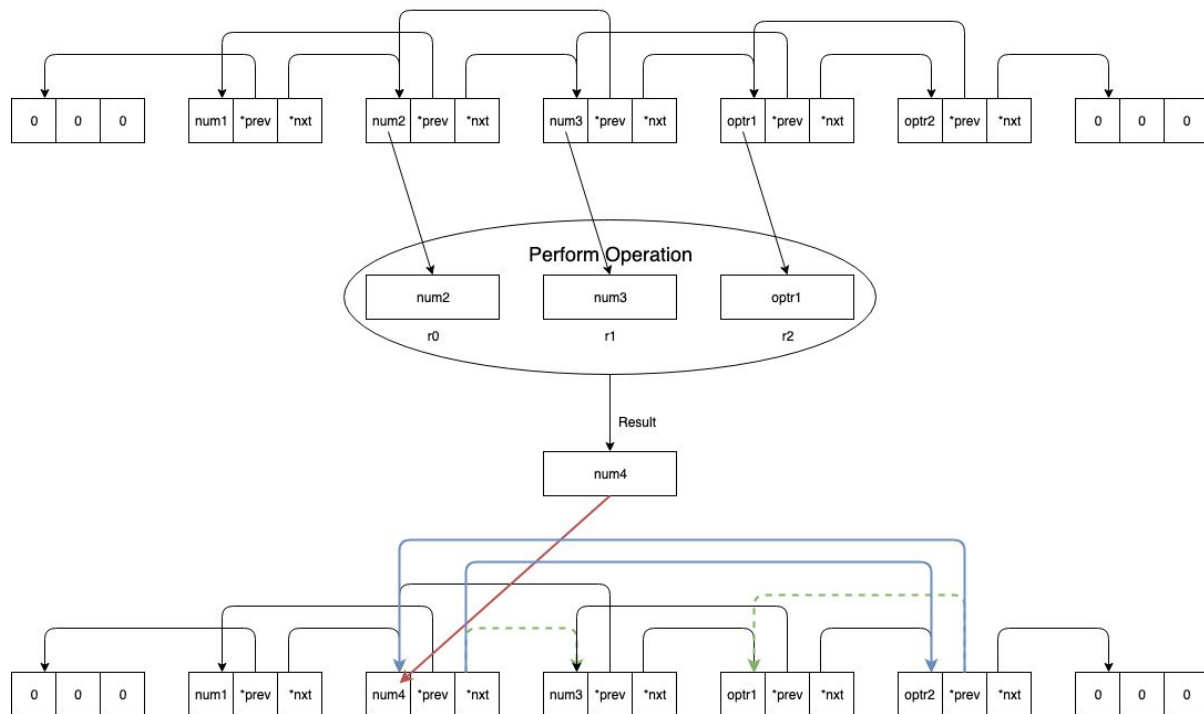 0 0 0 num1 *prev *nxt num2 *prev *nxt num3 *prev *nxt optr1 *prev *nxt optr2 *prev *nxt 0 0 0
Perform Operation
num2 num3 optr1
r0 r1 r2
Result
num4
0 0 0 num1 *prev *nxt num4 *prev *nxt num3 *prev *nxt optr1 *prev *nxt optr2 *prev *nxt 0 0 0